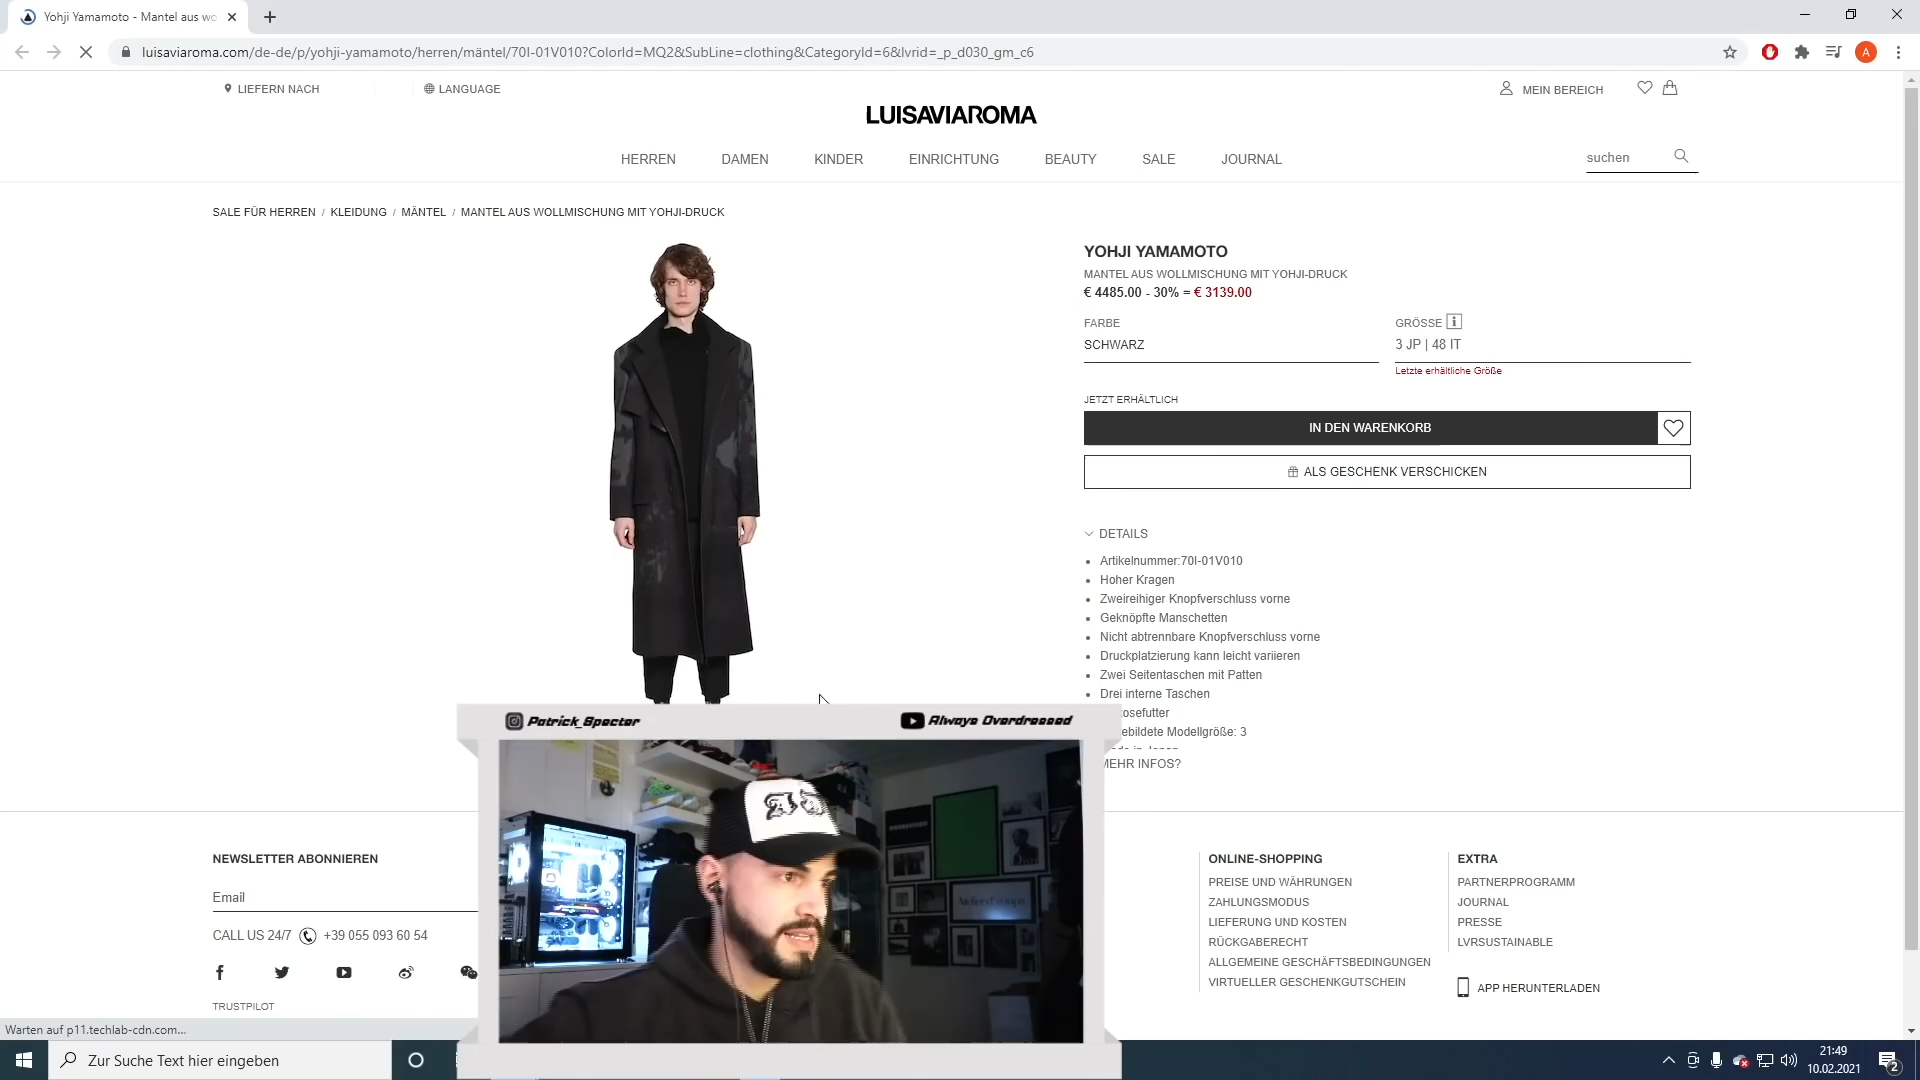 Yohji Yamamoto - Mantel aus wo
luisaviaroma.com/de-de/p/yohji-yamamoto/herren/mäntel/70I-01V010?ColorId=MQ2&SubLine=clothing&CategoryId=6&lvrid=_p_d030_gm_c6
A
LIEFERN NACH
LANGUAGE
MEIN BEREICH
LUISAVIAROMA
HERREN DAMEN KINDER EINRICHTUNG BEAUTY SALE JOURNAL
suchen
SALE FÜR HERREN / KLEIDUNG / MÄNTEL / MANTEL AUS WOLLMISCHUNG MIT YOHJI-DRUCK
YOHJI YAMAMOTO
MANTEL AUS WOLLMISCHUNG MIT YOHJI-DRUCK
€ 4485.00 - 30% = € 3139.00
FARBE
SCHWARZ
GRÖSSE i
3 JP | 48 IT
Letzte erhältliche Größe
JETZT ERHÄLTLICH
IN DEN WARENKORB
ALS GESCHENK VERSCHICKEN
DETAILS
Artikelnummer:70I-01V010
Hoher Kragen
Zweireihiger Knopfverschluss vorne
Geknöpfte Manschetten
Nicht abtrennbare Knopfverschluss vorne
Druckplatzierung kann leicht variieren
Zwei Seitentaschen mit Patten
Drei interne Taschen
kosefutter
ebildete Modellgröße: 3
MEHR INFOS?
Patrick_Specter
Always Overdressed
NEWSLETTER ABONNIEREN
Email
CALL US 24/7 +39 055 093 60 54
TRUSTPILOT
ONLINE-SHOPPING
PREISE UND WÄHRUNGEN
ZAHLUNGSMODUS
LIEFERUNG UND KOSTEN
RÜCKGABERECHT
ALLGEMEINE GESCHÄFTSBEDINGUNGEN
VIRTUELLER GESCHENKGUTSCHEIN
EXTRA
PARTNERPROGRAMM
JOURNAL
PRESSE
LVRSUSTAINABLE
APP HERUNTERLADEN
Warten auf p11.techlab-cdn.com...
Zur Suche Text hier eingeben
21:49
10.02.2021
2